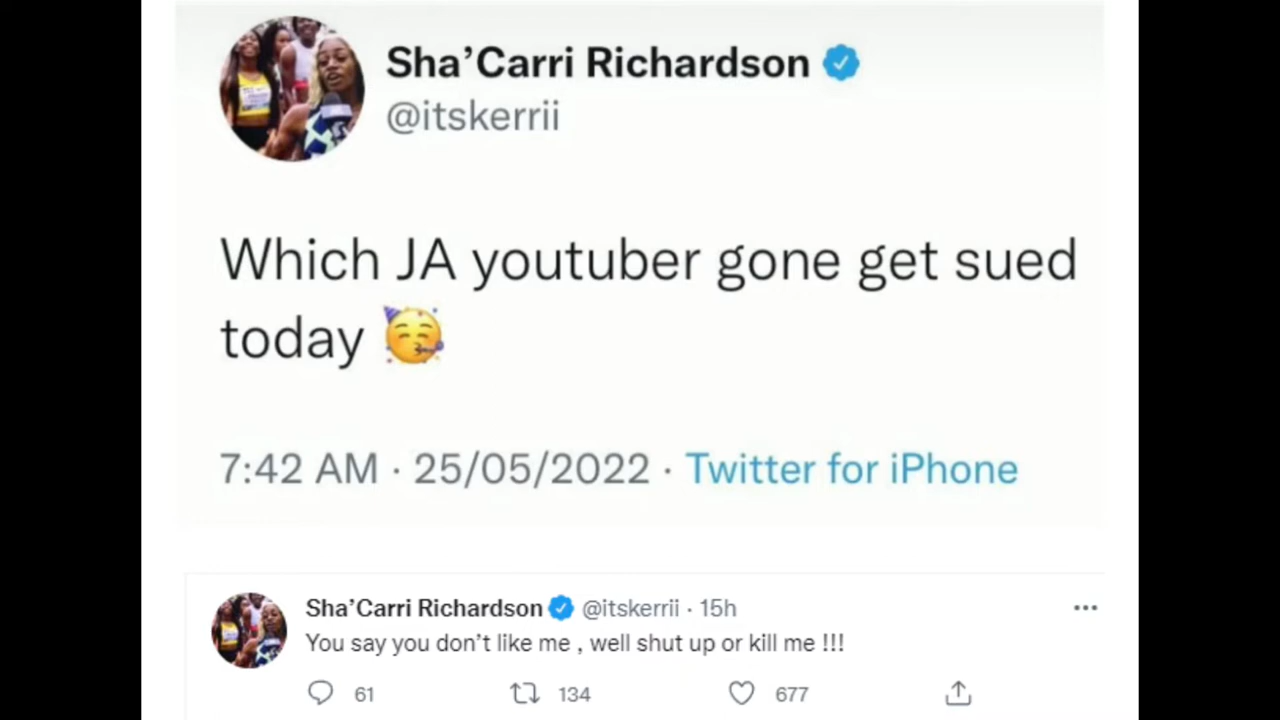 Sha’Carri Richardson
@itskerrii
Which JA youtuber gone get sued
today 🥳
7:42 AM · 25/05/2022 · Twitter for iPhone
Sha’Carri Richardson @itskerrii · 15h
You say you don’t like me , well shut up or kill me !!!
61 134 677